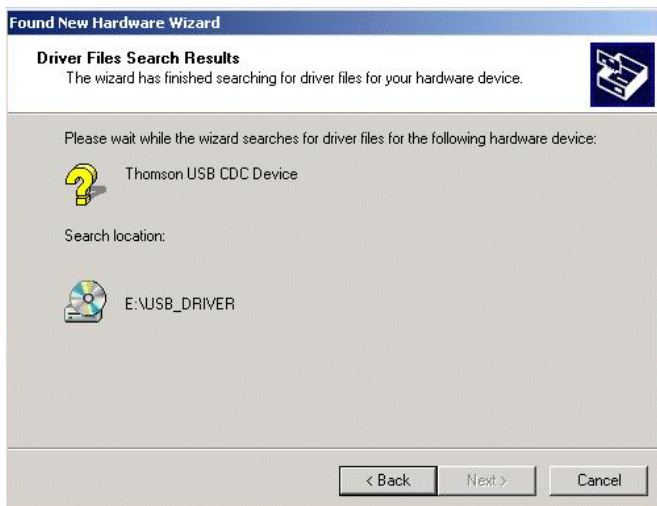 Found New Hardware Wizard
Driver Files Search Results
The wizard has finished searching for driver files for your hardware device.
Please wait while the wizard searches for driver files for the following hardware device:
Thomson USB CDC Device
Search location:
E:\USB_DRIVER
< Back
Next >
Cancel